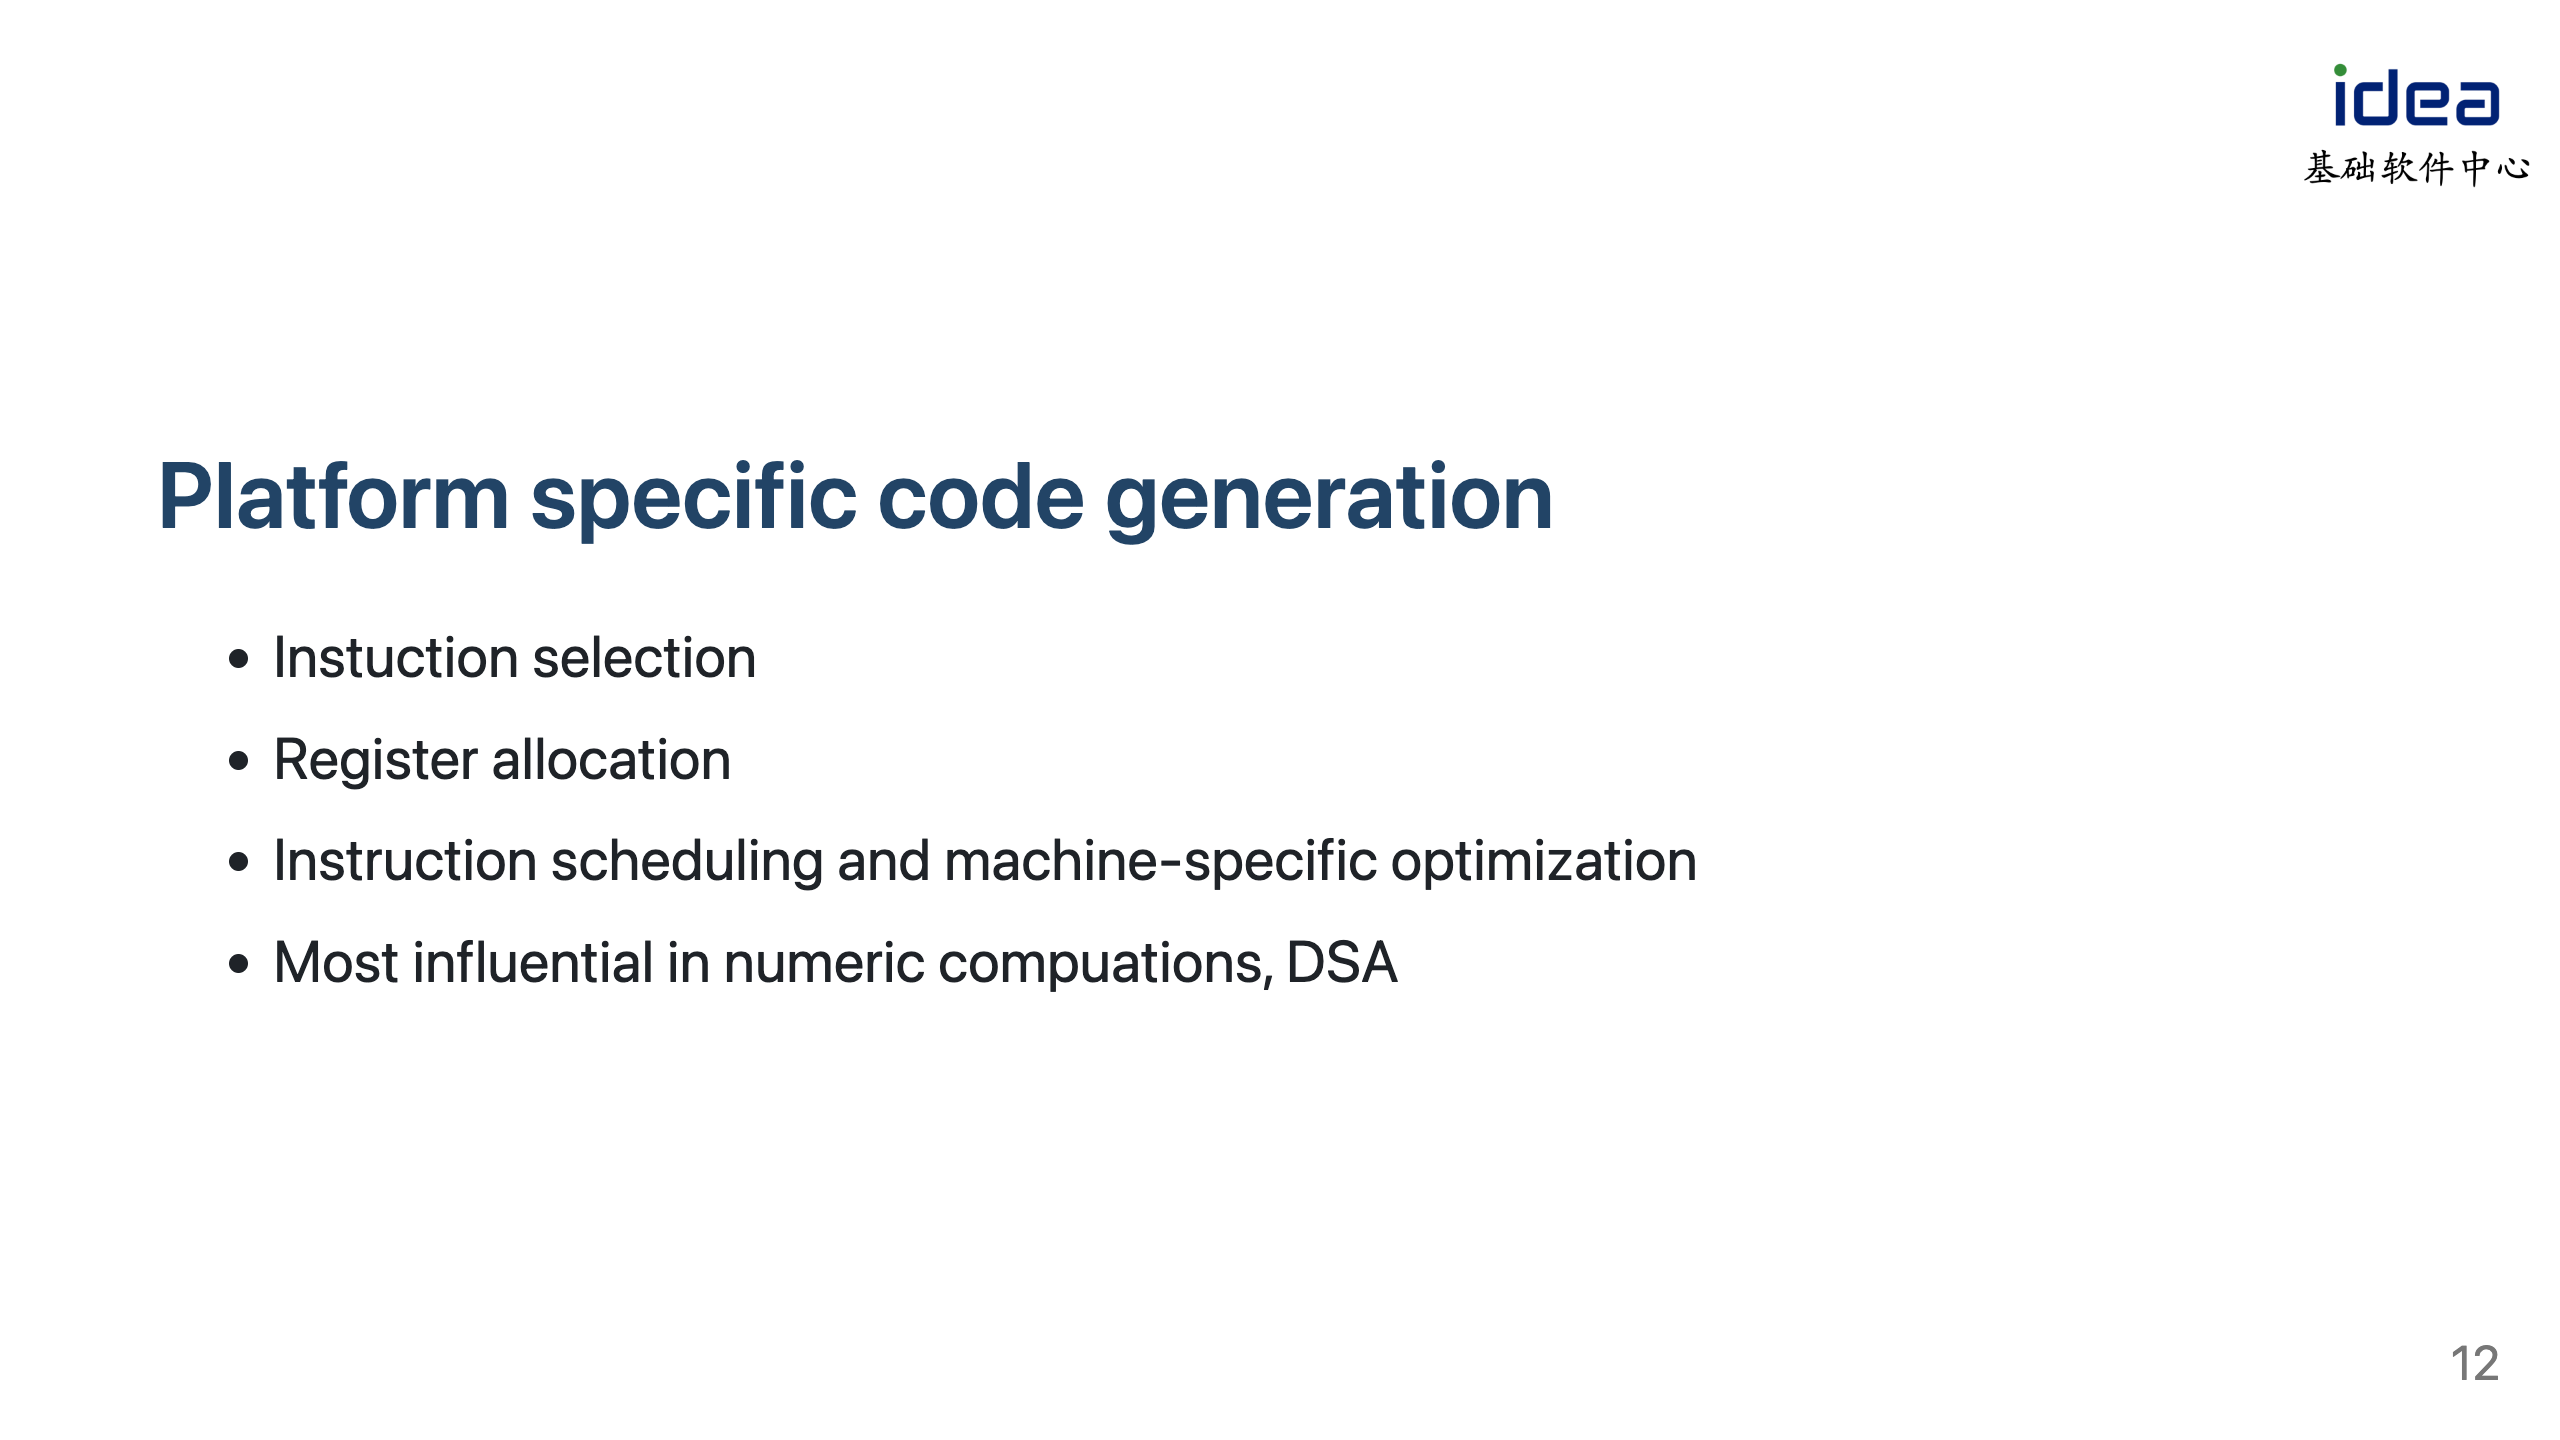 idea
基础软件中心
Platform specific code generation
• Instuction selection
• Register allocation
• Instruction scheduling and machine-specific optimization
• Most influential in numeric compuations, DSA
12